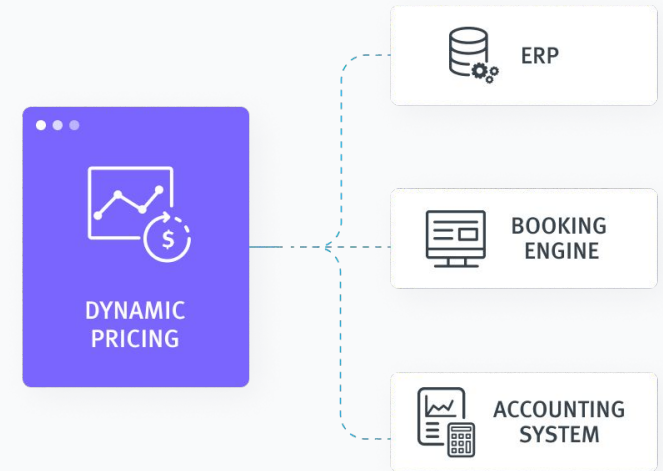 DYNAMIC
PRICING
$
ERP
BOOKING
ENGINE
ACCOUNTING
SYSTEM